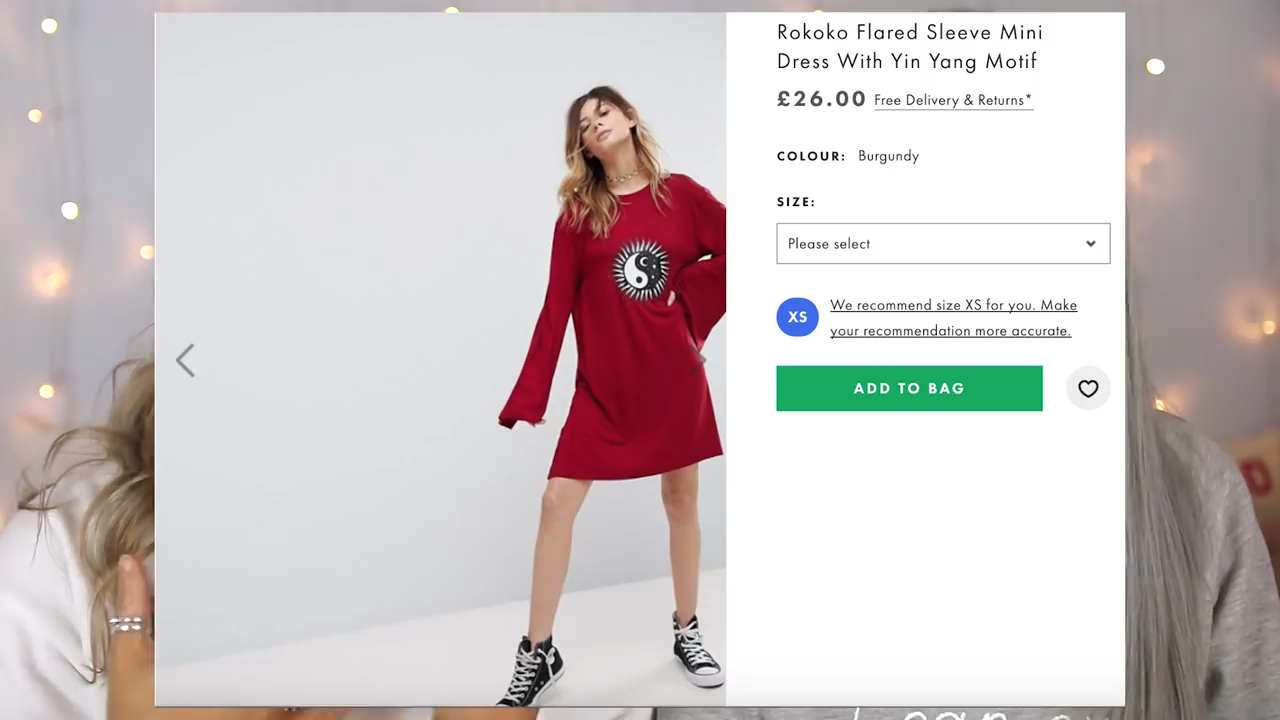 Rokoko Flared Sleeve Mini
Dress With Yin Yang Motif
£26.00 Free Delivery & Returns*
COLOUR: Burgundy
SIZE:
Please select
XS
We recommend size XS for you. Make
your recommendation more accurate.
ADD TO BAG